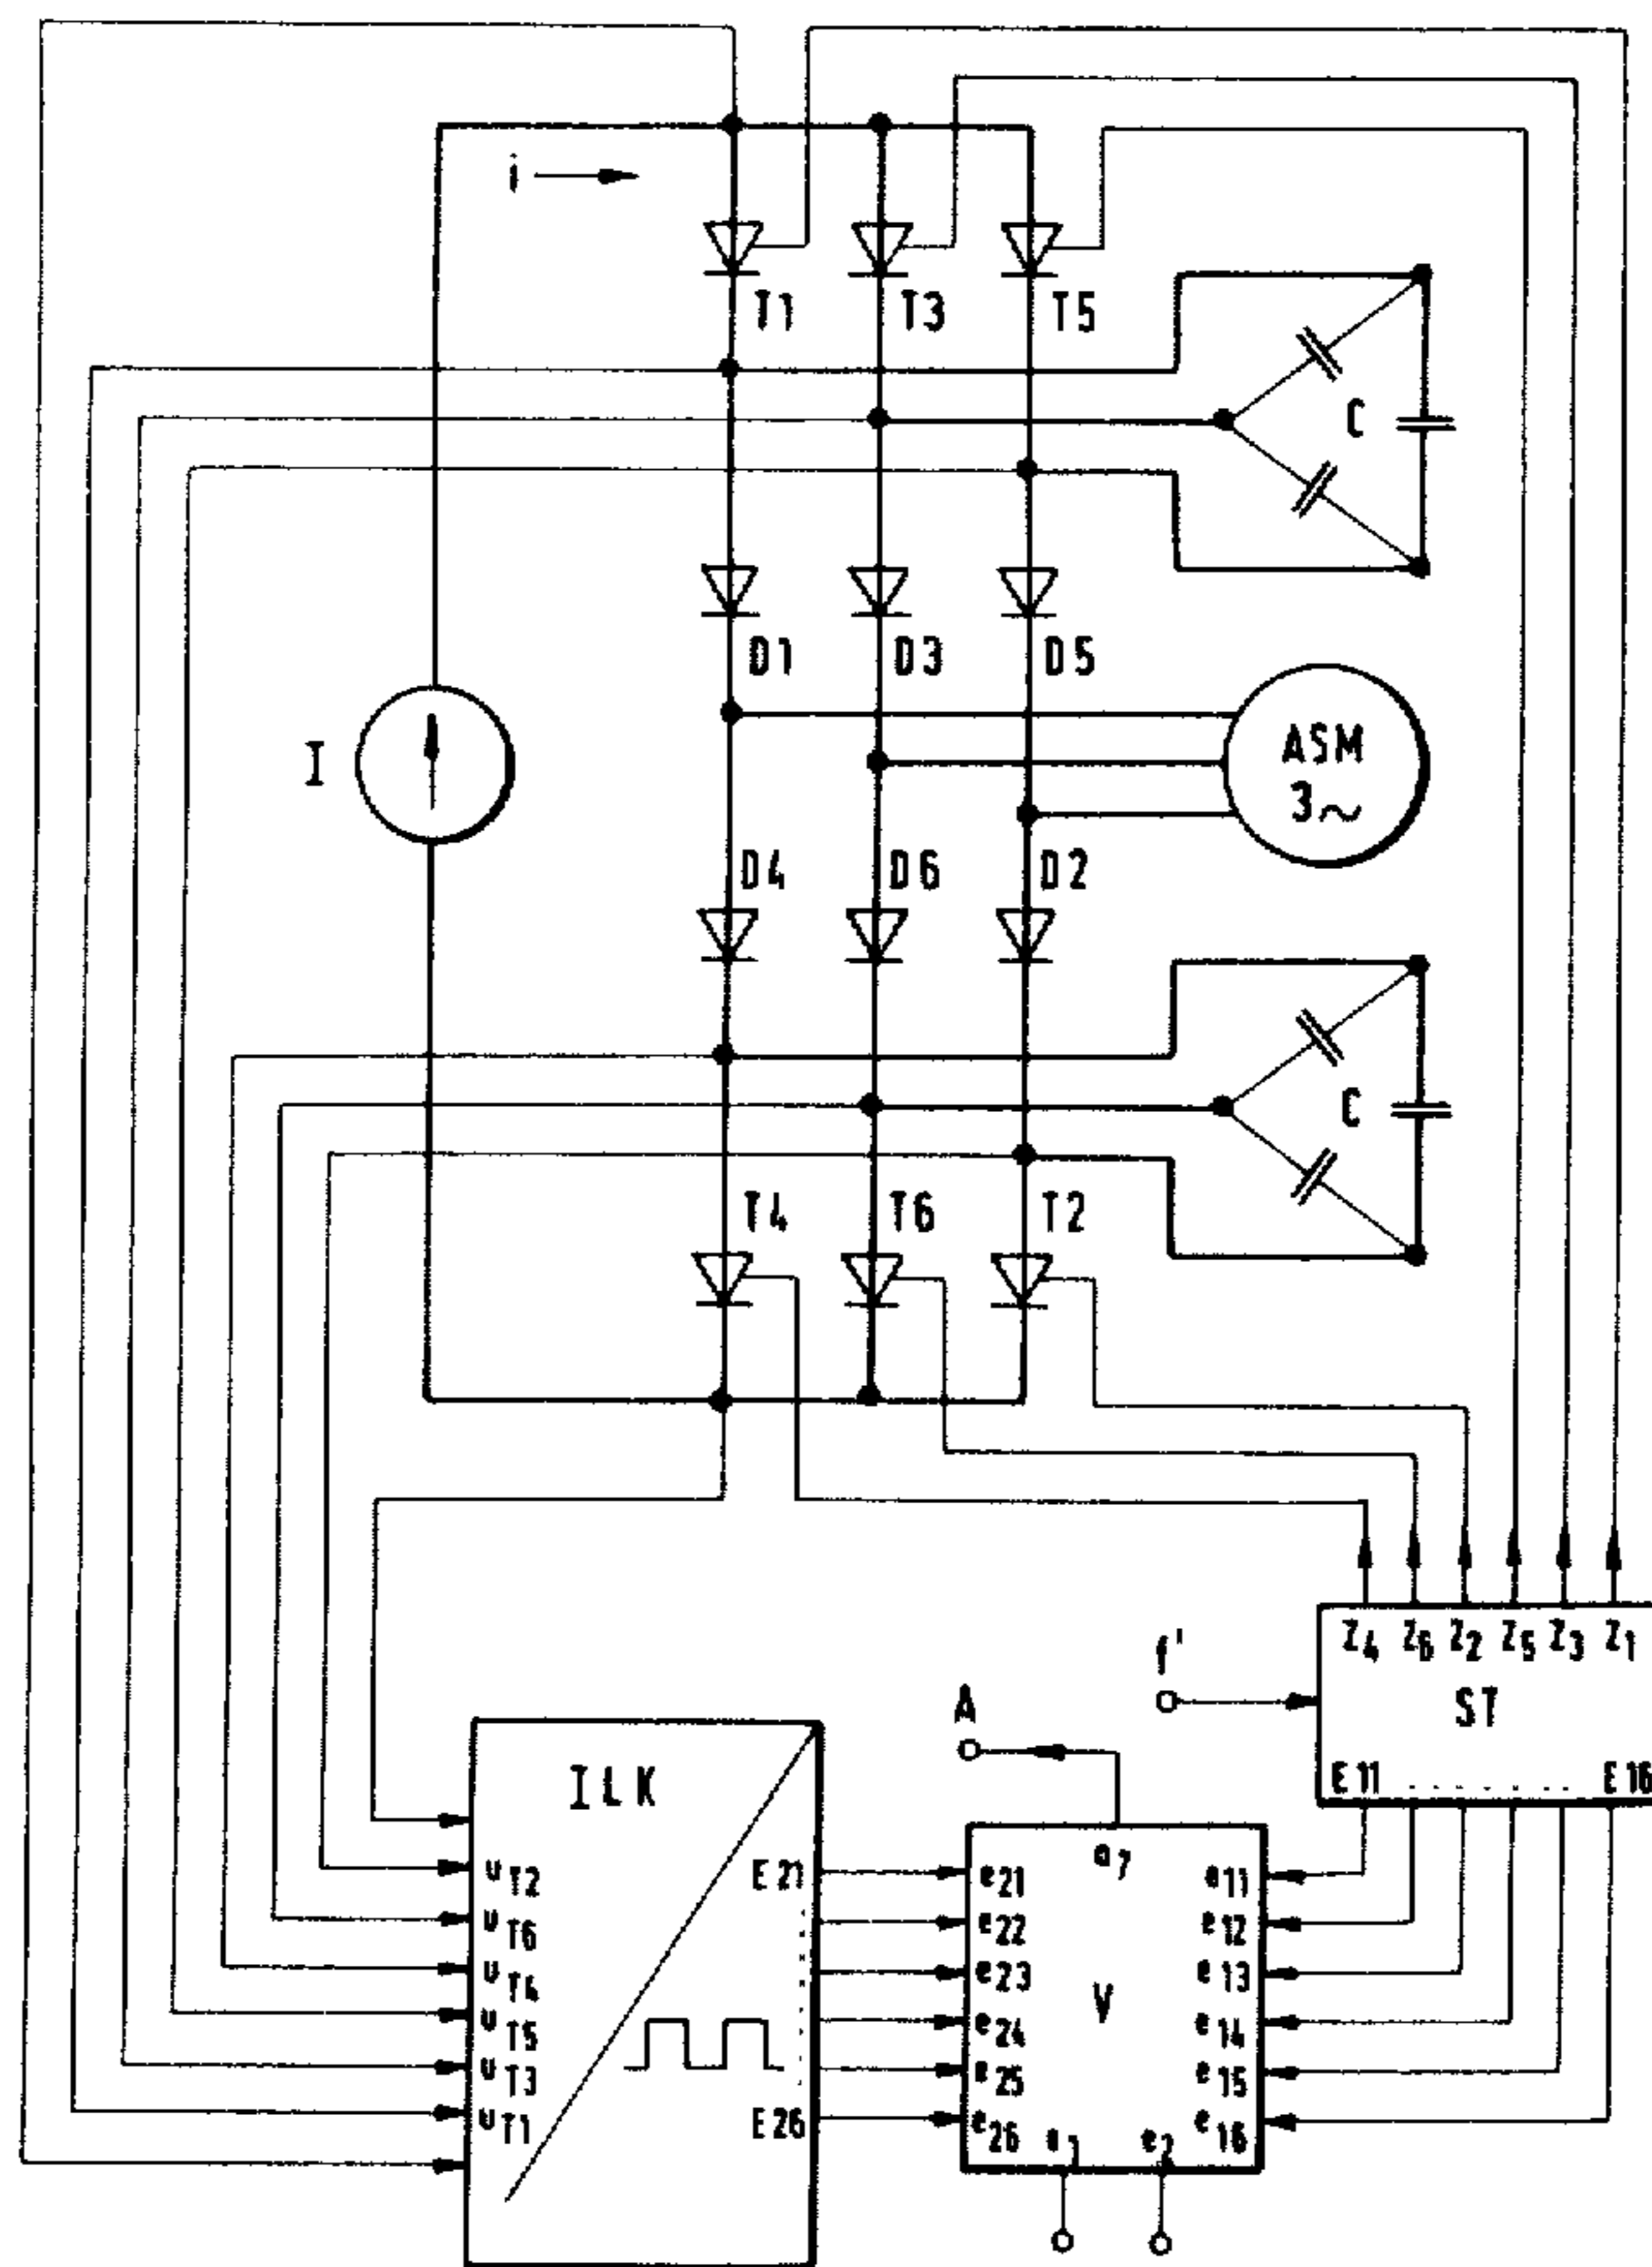 i
T1 T3 T5
C
D1 D3 D5
I
ASM
3~
D4 D6 D2
C
T4 T6 T2
Z4 Z6 Z2 Z5 Z3 Z1
f'
ST
A
E11 . . . . . E16
ILK
a7
E21
e21
e11
uT2
e22
e12
uT6
e23
e13
uT4
V
e24
e14
uT5
e25
e15
uT3
E26
e26
e16
uT1
e1 e2